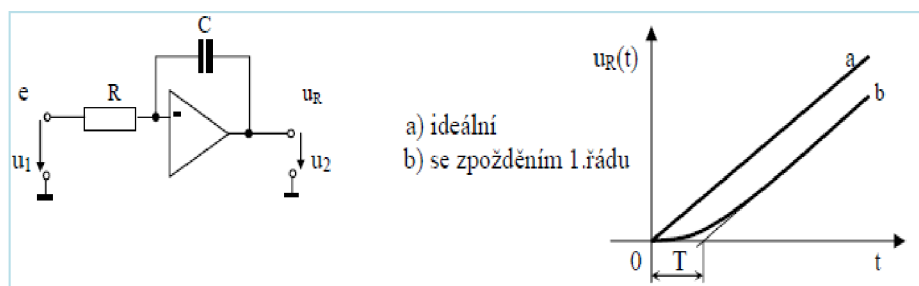 C
e
R
u_R
-
u_1
u_2
a) ideální
b) se zpožděním 1.řádu
u_R(t)
a
b
0
T
t